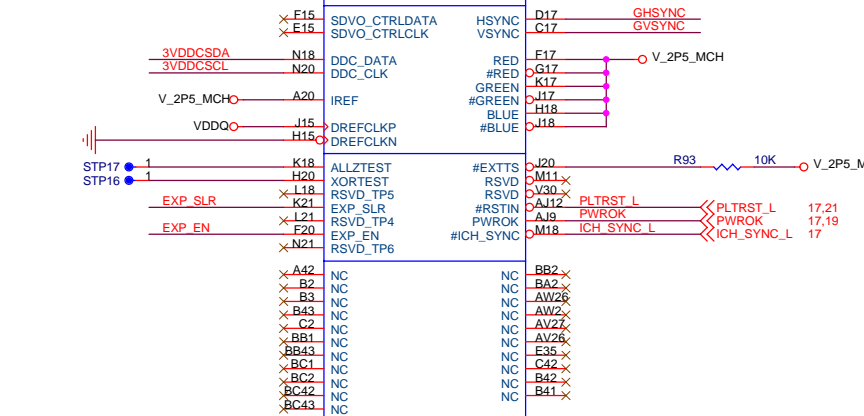 F15 SDVO_CTRLDATA HSYNC D17 GHSYNC
E15 SDVO_CTRLCLK VSYNC C17 GVSYNC
3VDDCSDA N18 DDC_DATA RED F17 V_2P5_MCH
3VDDCSCL N20 DDC_CLK #RED G17
GREEN K17
V_2P5_MCH A20 IREF #GREEN J17
BLUE H18
VDDQ J15 DREFCLKP #BLUE J18
H15 DREFCLKN
STP17 1 K18 ALLZTEST #EXTTS J20 R93 10K V_2P5_M
STP16 1 H20 XORTEST RSVD M11
L18 RSVD_TP5 RSVD V30
EXP_SLR K21 EXP_SLR #RSTIN AJ12 PLTRST_L PLTRST_L 17,21
L21 RSVD_TP4 PWROK AJ9 PWROK PWROK 17,19
EXP_EN F20 EXP_EN #ICH_SYNC M18 ICH_SYNC_L ICH_SYNC_L 17
N21 RSVD_TP6
A42 NC NC BB2
B2 NC NC BA2
B3 NC NC AW26
B43 NC NC AW2
C2 NC NC AV27
BB1 NC NC AV26
BB43 NC NC E35
BC1 NC NC C42
BC2 NC NC B42
BC42 NC NC B41
BC43 NC